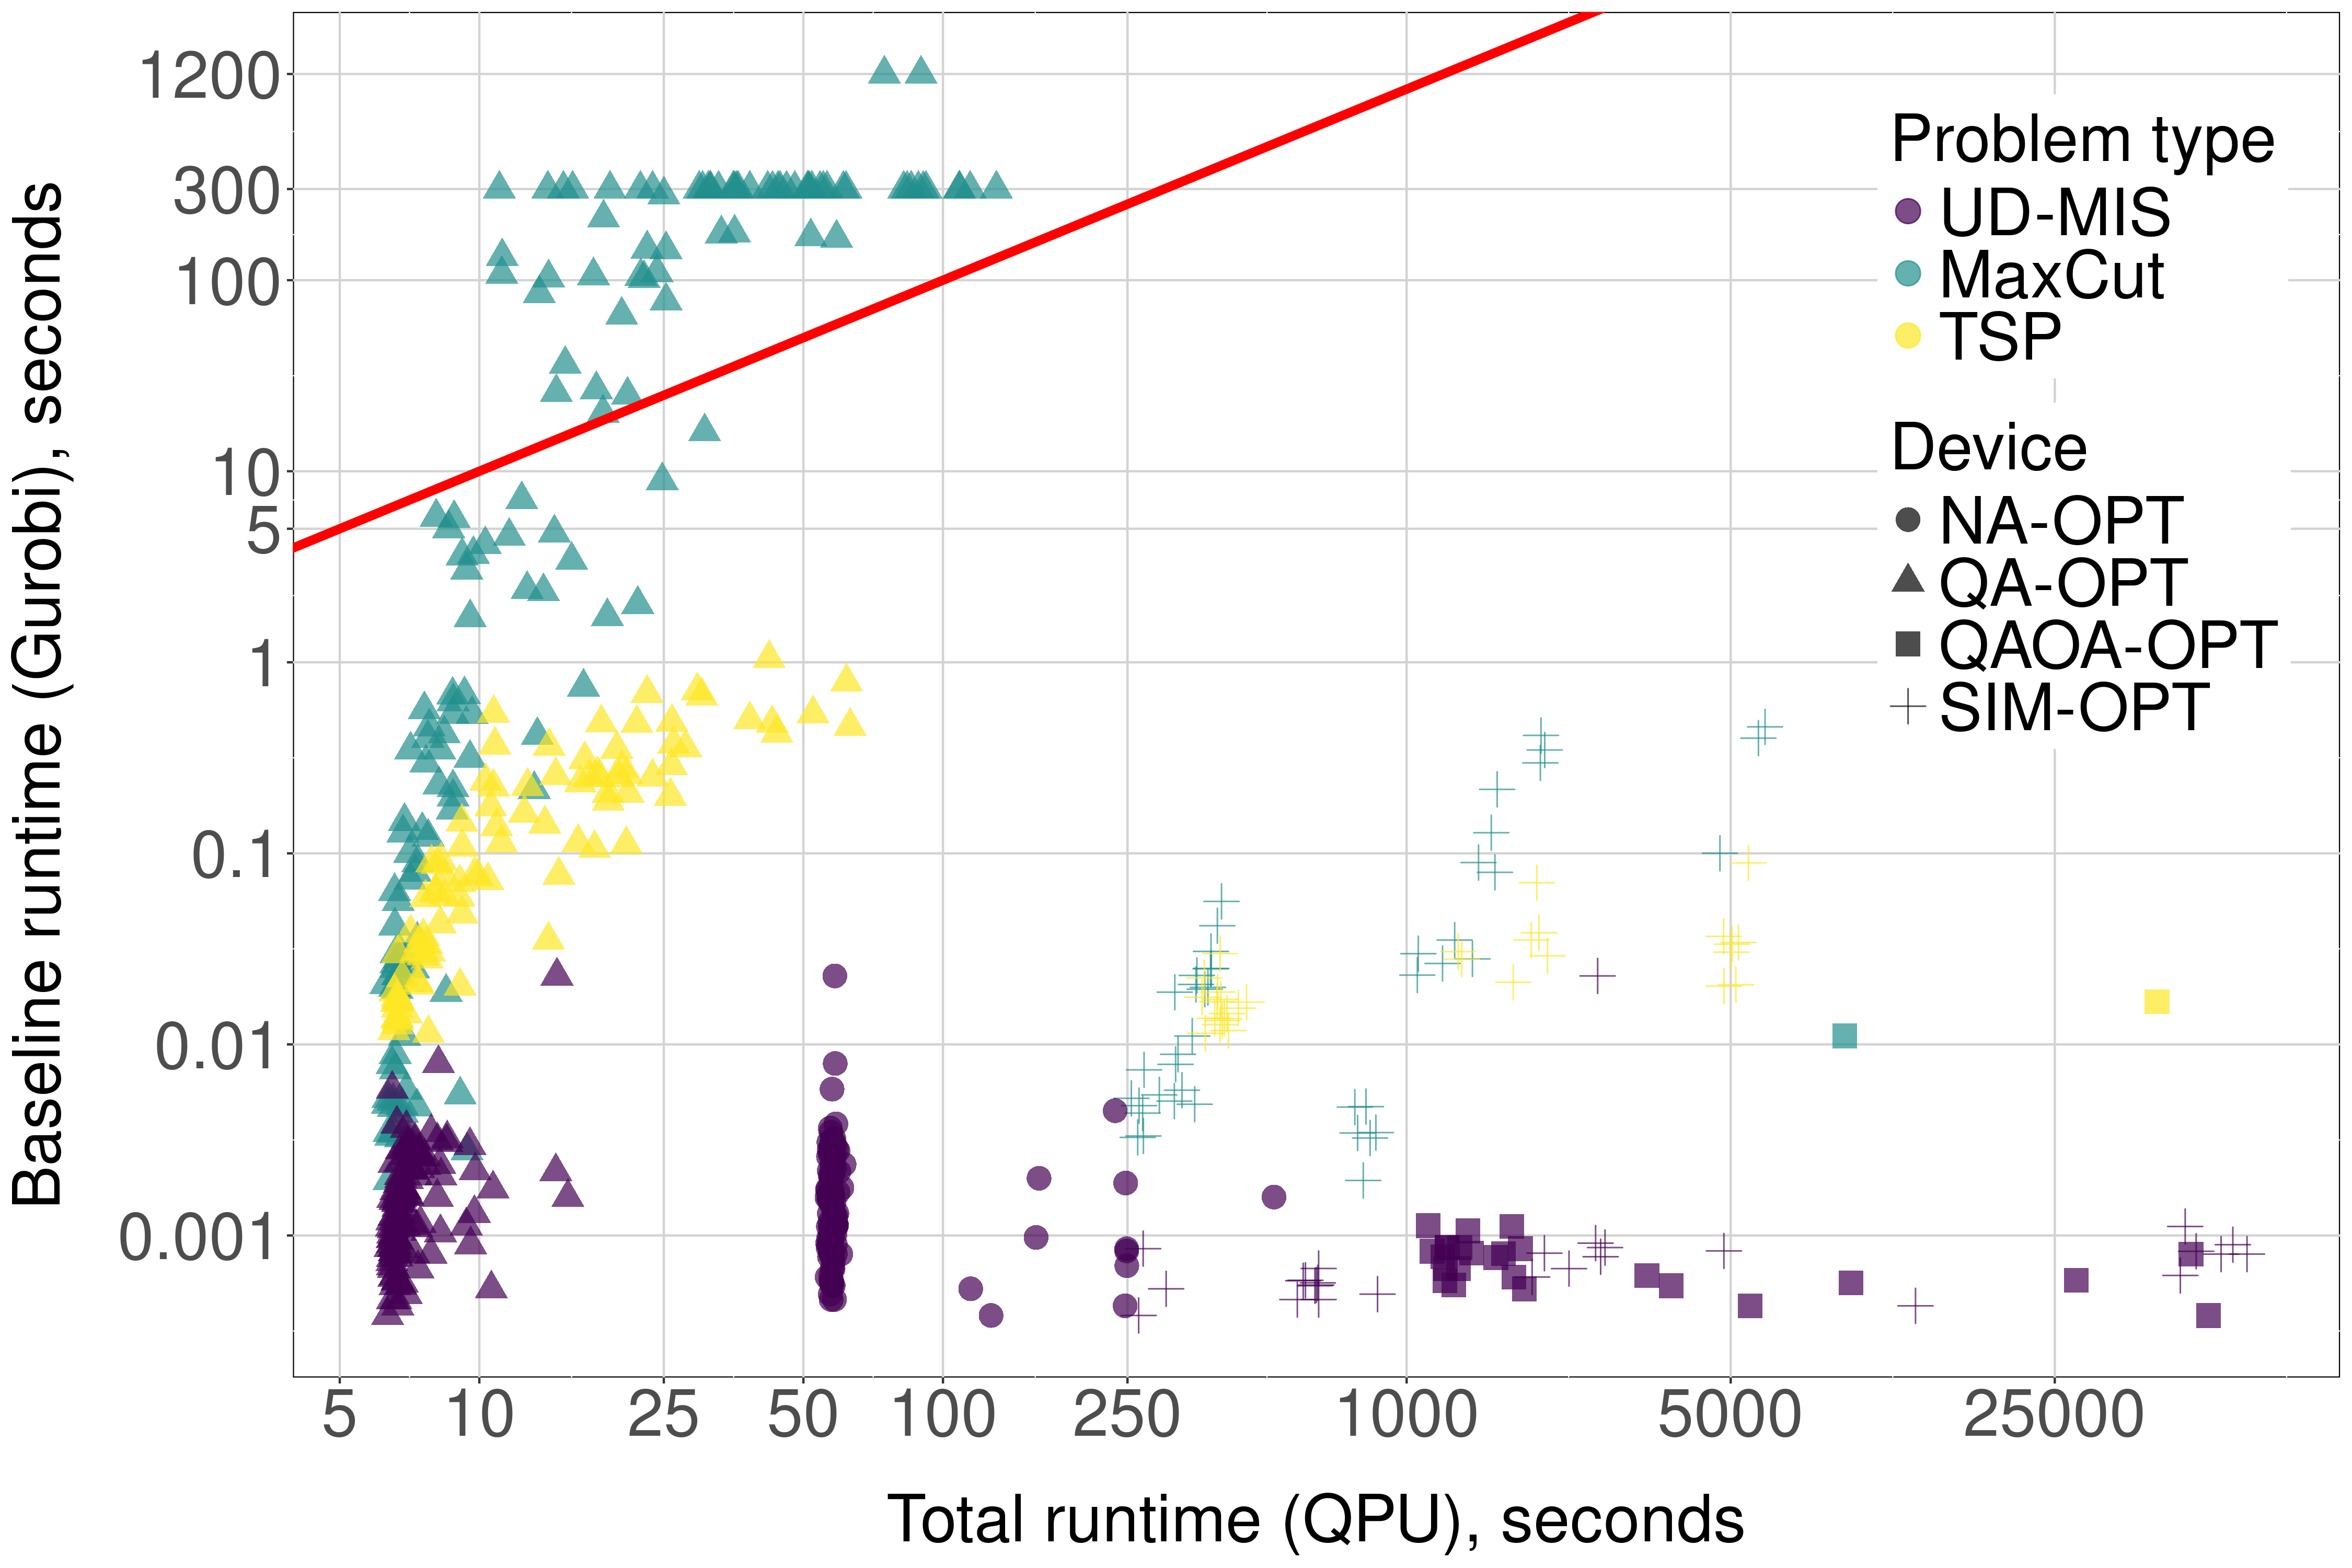 Baseline runtime (Gurobi), seconds
1200
300
100
10
5
1
0.1
0.01
0.001
5
10
25
50
100
250
1000
5000
25000
Total runtime (QPU), seconds
Problem type
UD-MIS
MaxCut
TSP
Device
NA-OPT
QA-OPT
QAOA-OPT
SIM-OPT